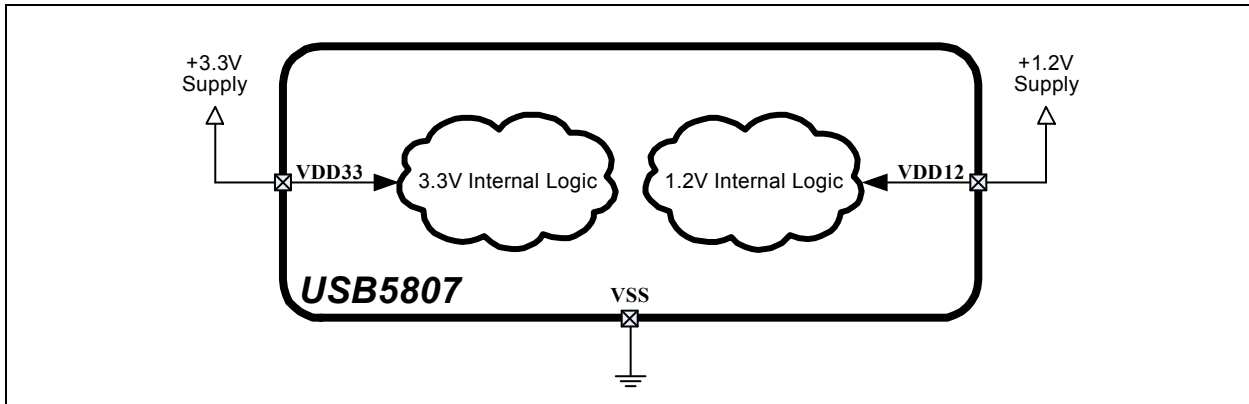 +3.3V
Supply
+1.2V
Supply
VDD33
3.3V Internal Logic
1.2V Internal Logic
VDD12
USB5807
VSS